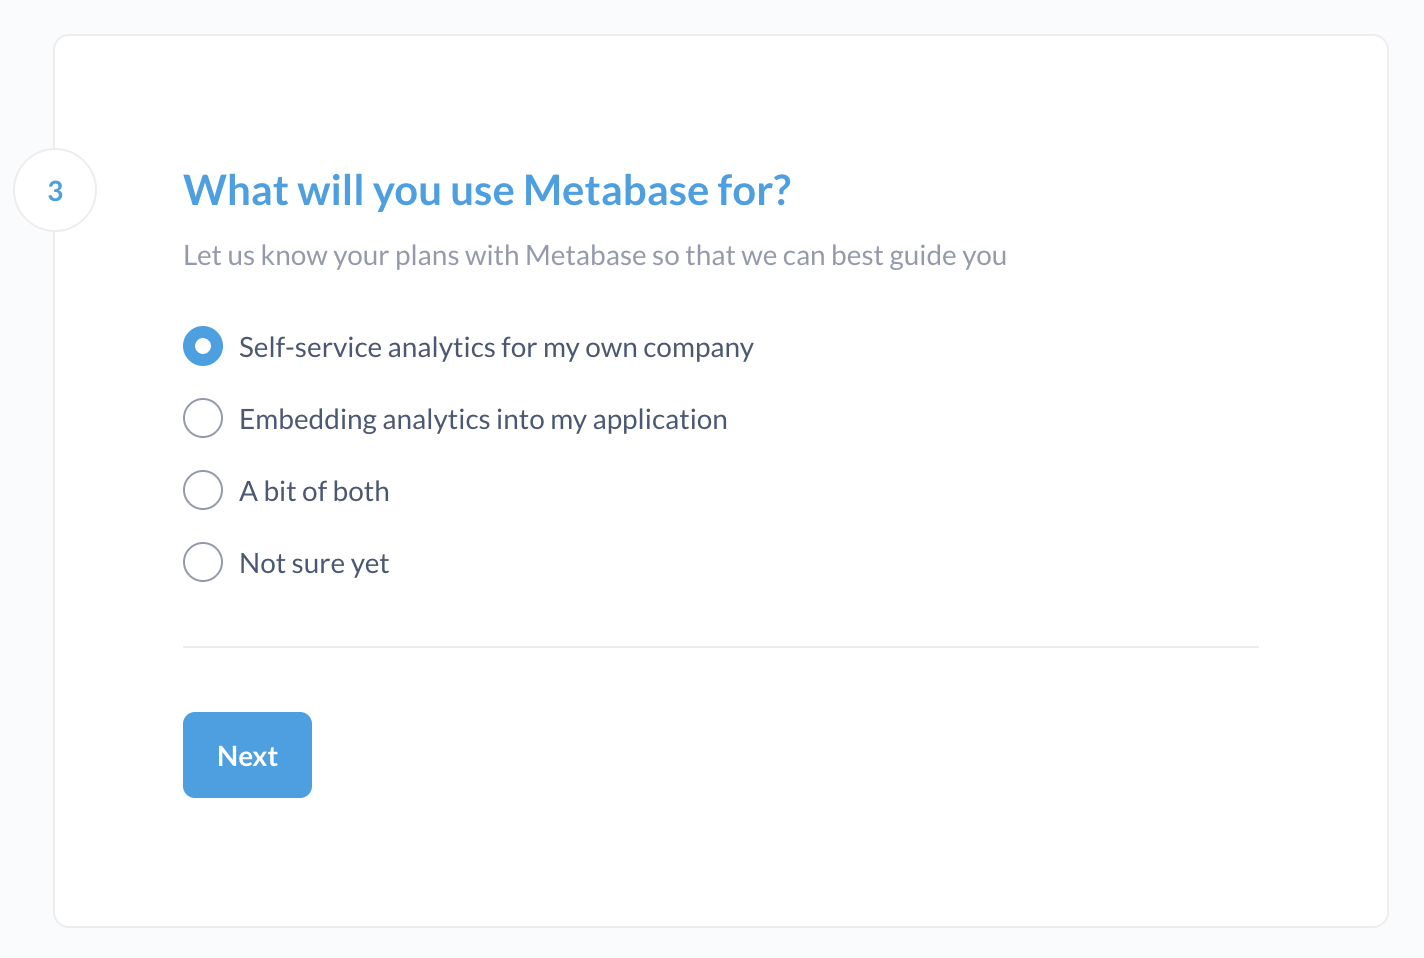 3
What will you use Metabase for?
Let us know your plans with Metabase so that we can best guide you
Self-service analytics for my own company
Embedding analytics into my application
A bit of both
Not sure yet
Next